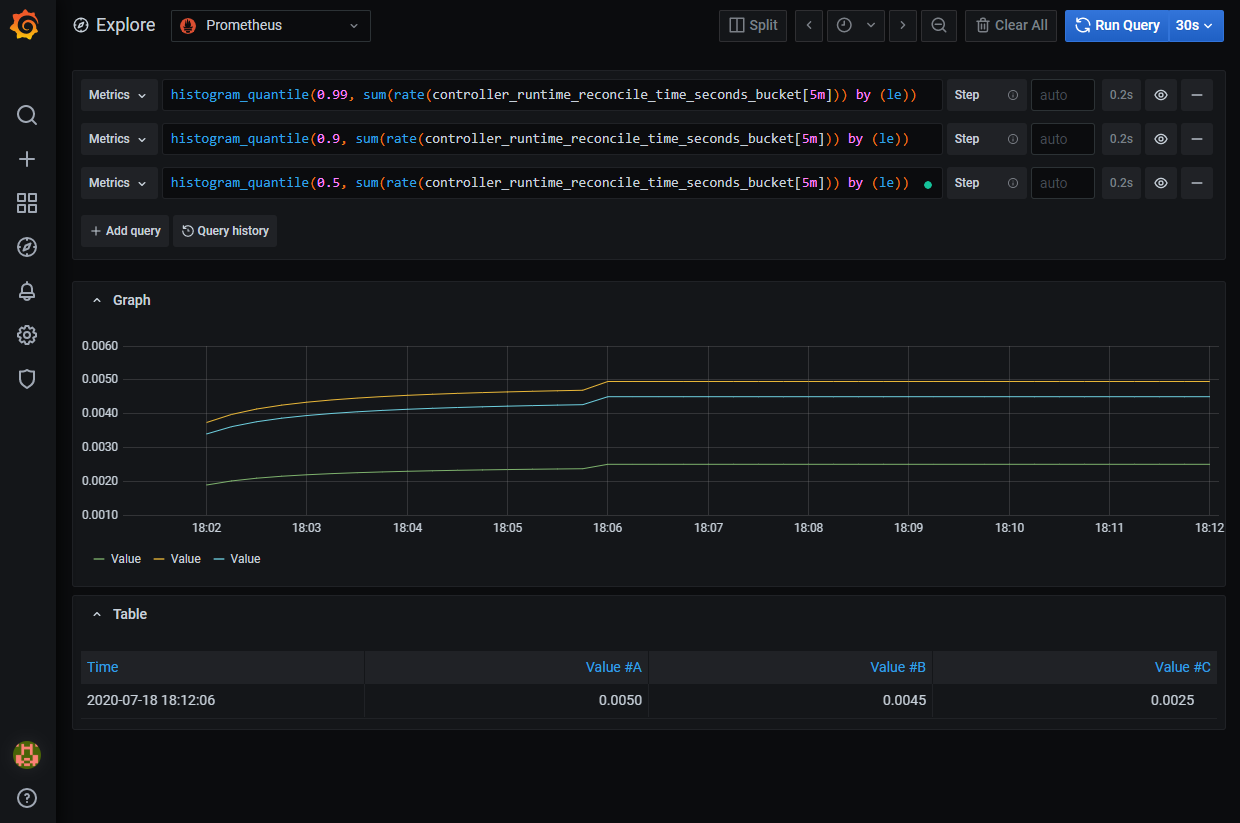 Explore Prometheus Split Clear All Run Query 30s
Metrics histogram_quantile(0.99, sum(rate(controller_runtime_reconcile_time_seconds_bucket[5m])) by (le)) Step auto 0.2s
Metrics histogram_quantile(0.9, sum(rate(controller_runtime_reconcile_time_seconds_bucket[5m])) by (le)) Step auto 0.2s
Metrics histogram_quantile(0.5, sum(rate(controller_runtime_reconcile_time_seconds_bucket[5m])) by (le)) Step auto 0.2s
Add query Query history
Graph
0.0060
0.0050
0.0040
0.0030
0.0020
0.0010
18:02 18:03 18:04 18:05 18:06 18:07 18:08 18:09 18:10 18:11 18:12
Value Value Value
Table
Time Value #A Value #B Value #C
2020-07-18 18:12:06 0.0050 0.0045 0.0025